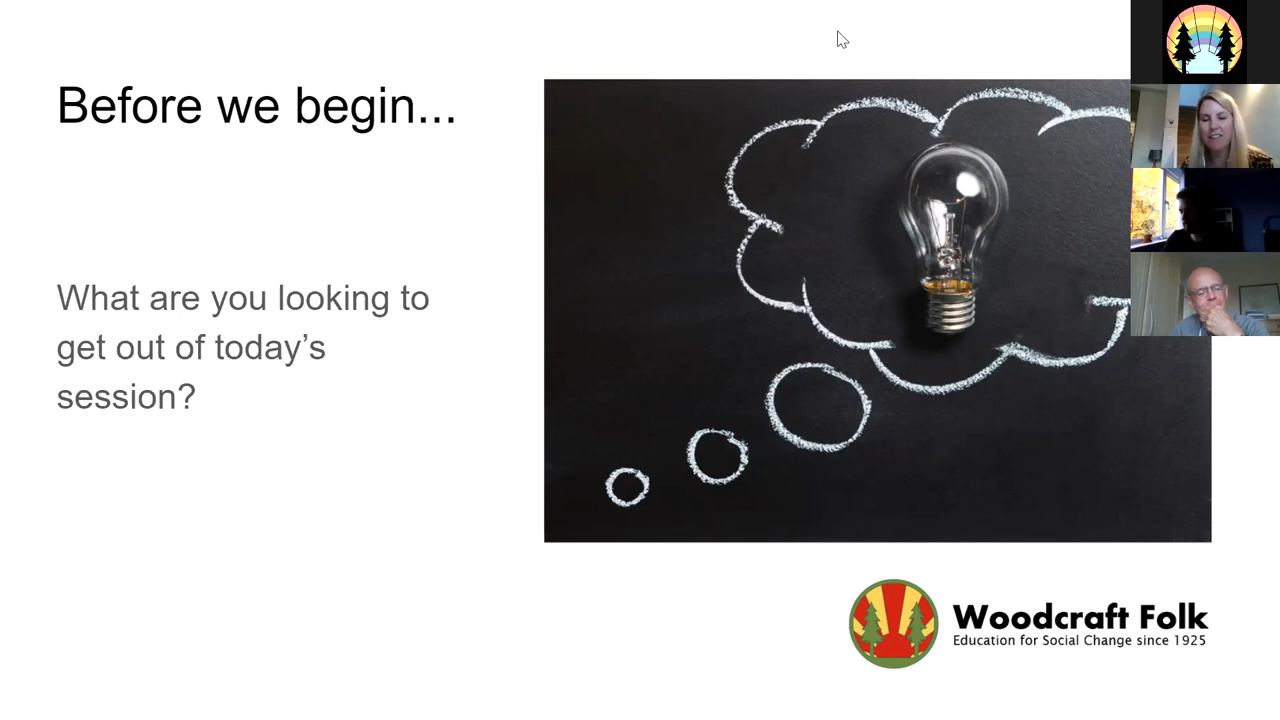 Before we begin...
What are you looking to
get out of today’s
session?
Woodcraft Folk
Education for Social Change since 1925